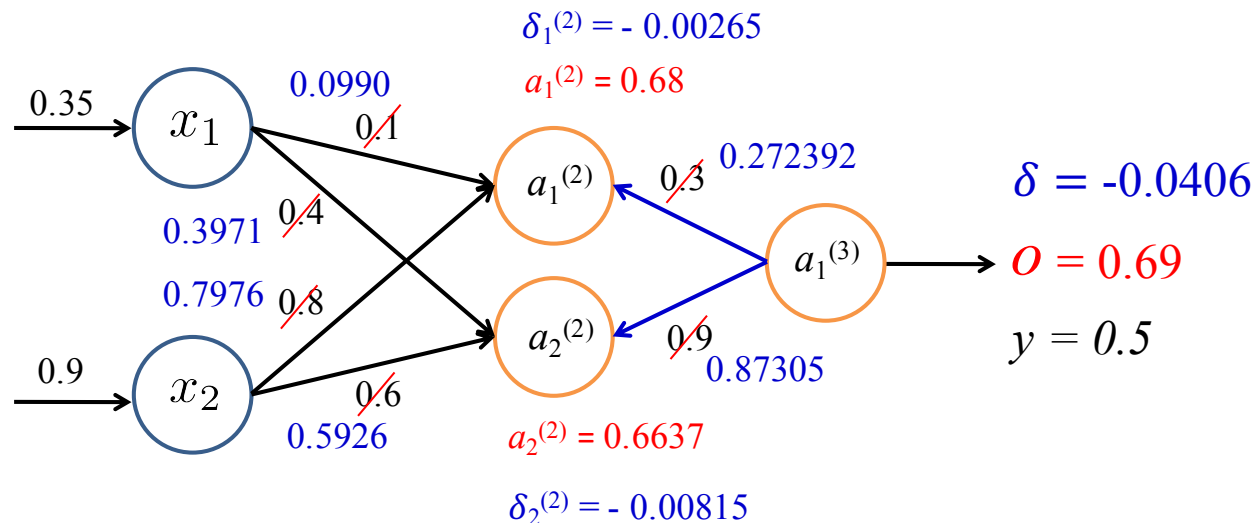 δ₁⁽²⁾ = - 0.00265
a₁⁽²⁾ = 0.68
0.0990
0.1
0.35
x₁
a₁⁽²⁾
0.3
0.272392
δ = -0.0406
0.4
0.3971
a₁⁽³⁾
O = 0.69
0.7976
0.8
y = 0.5
a₂⁽²⁾
0.9
0.87305
0.9
x₂
0.6
0.5926
a₂⁽²⁾ = 0.6637
δ₂⁽²⁾ = - 0.00815